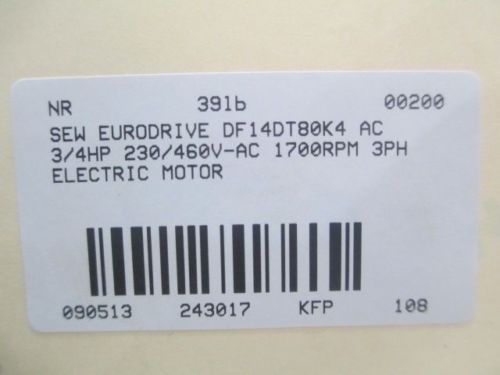 NR 39lb 00200
SEW EURODRIVE DF14DT80K4 AC
3/4HP 230/460V-AC 1700RPM 3PH
ELECTRIC MOTOR
090513 243017 KFP 108